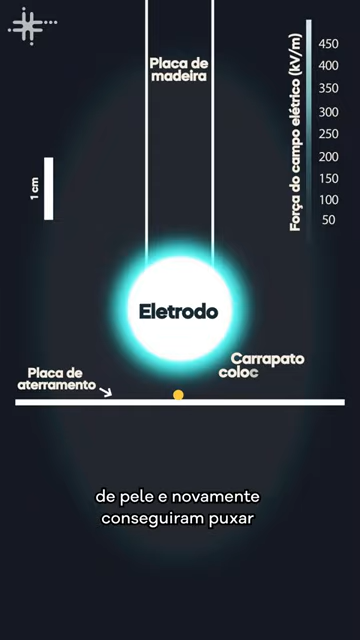 Placa de
madeira
Força do campo elétrico (kV/m)
450
400
350
300
250
200
150
100
50
1 cm
Eletrodo
Carrapato
coloc
Placa de
aterramento
de pele e novamente
conseguiram puxar